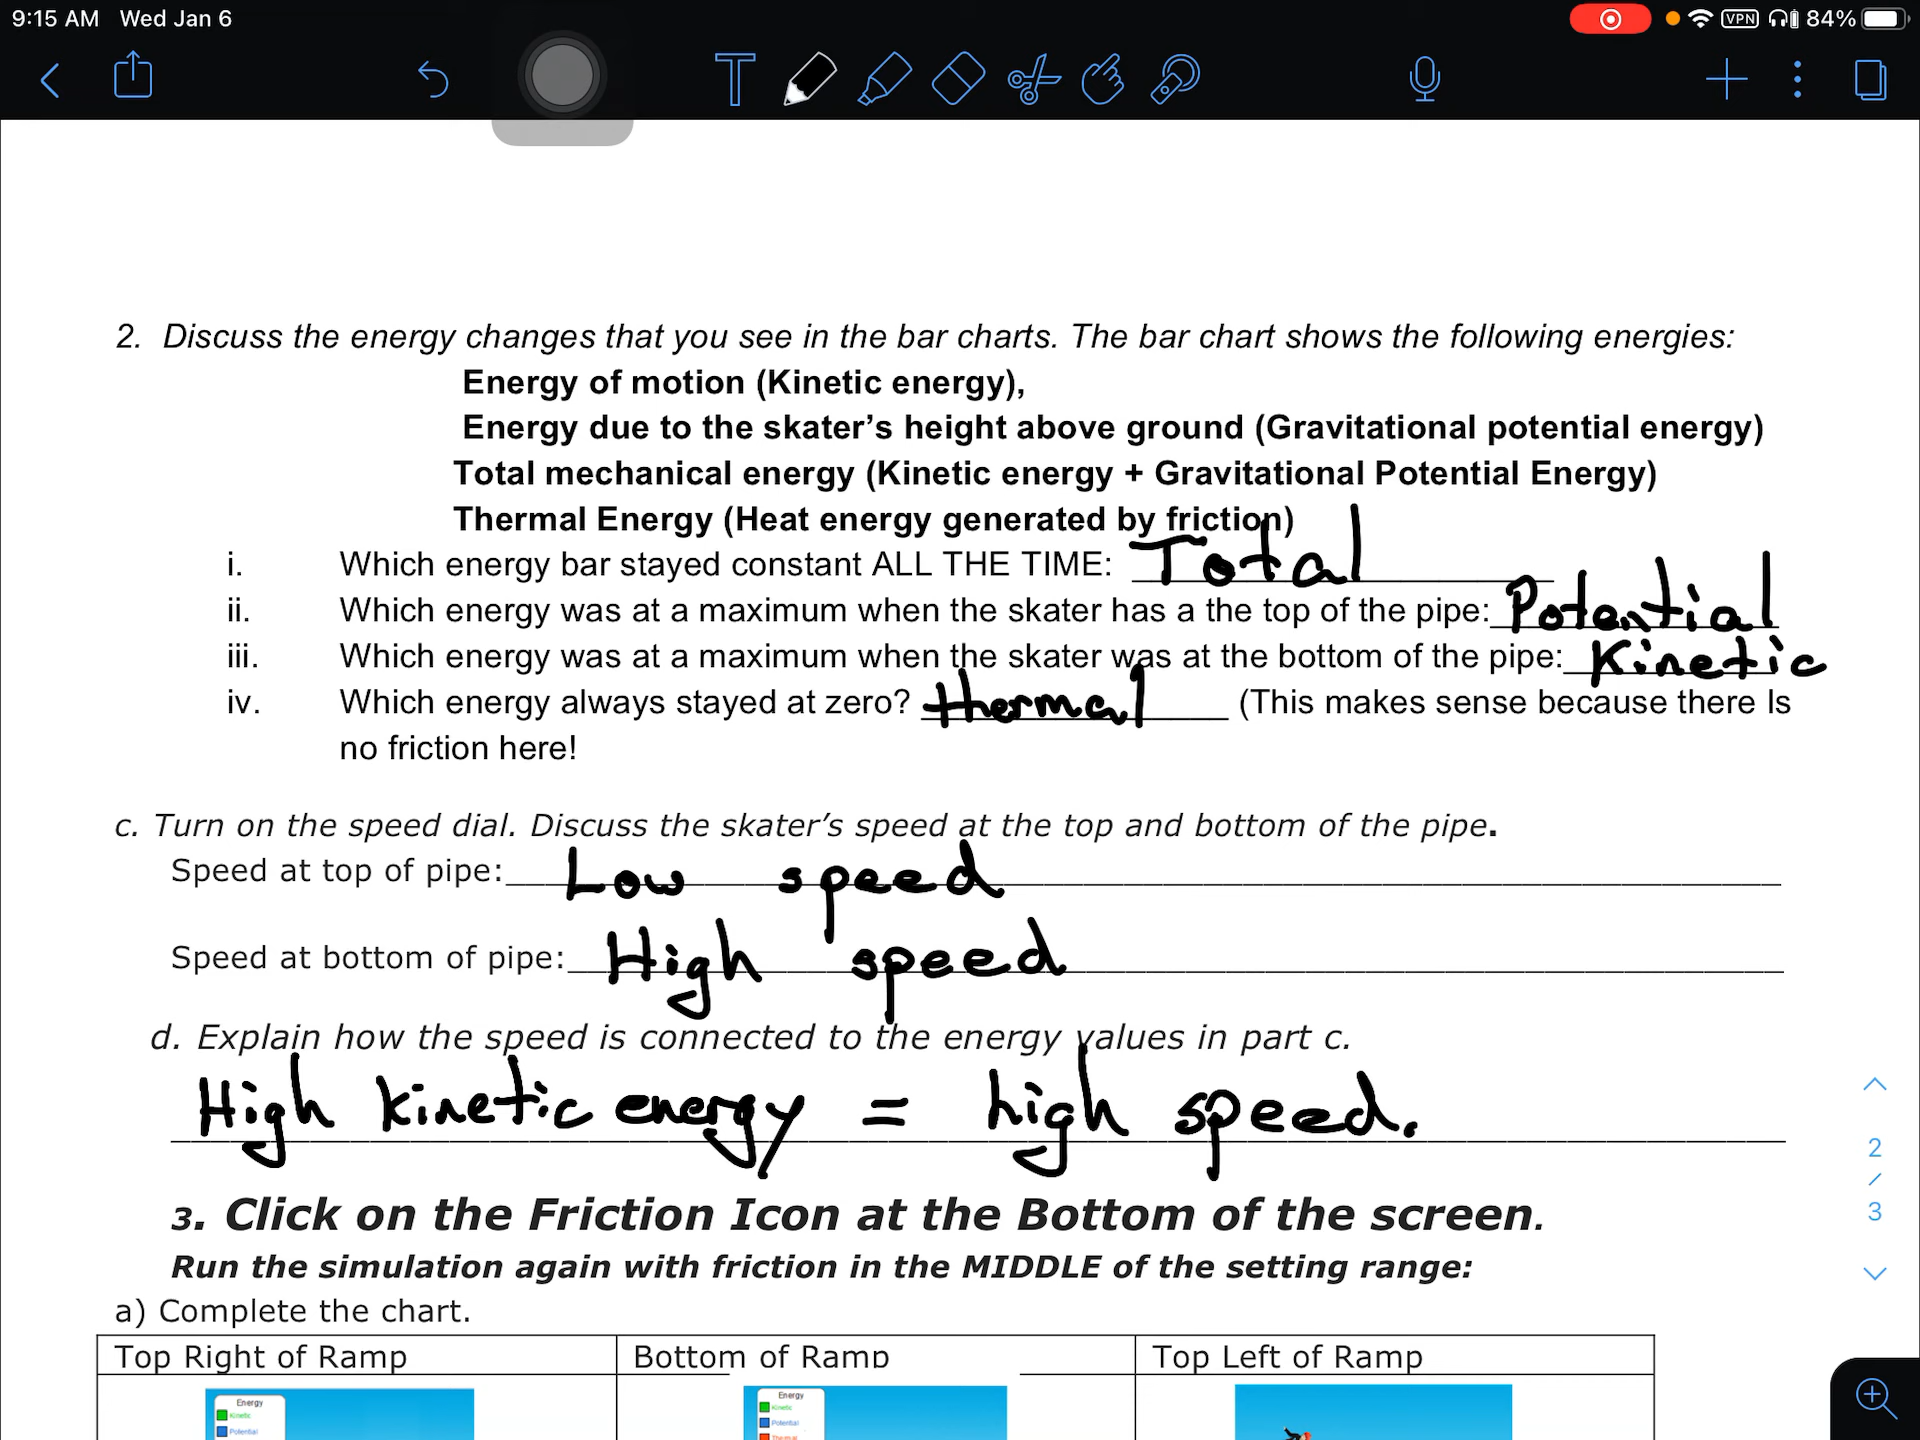 9:15 AM Wed Jan 6
VPN 84%
T
2. Discuss the energy changes that you see in the bar charts. The bar chart shows the following energies:
Energy of motion (Kinetic energy),
Energy due to the skater’s height above ground (Gravitational potential energy)
Total mechanical energy (Kinetic energy + Gravitational Potential Energy)
Thermal Energy (Heat energy generated by friction)
i. Which energy bar stayed constant ALL THE TIME: Total
ii. Which energy was at a maximum when the skater has a the top of the pipe: Potential
iii. Which energy was at a maximum when the skater was at the bottom of the pipe: Kinetic
iv. Which energy always stayed at zero? thermal (This makes sense because there Is
no friction here!
c. Turn on the speed dial. Discuss the skater’s speed at the top and bottom of the pipe.
Speed at top of pipe: Low speed
Speed at bottom of pipe: High speed
d. Explain how the speed is connected to the energy values in part c.
High kinetic energy = high speed.
2
/
3
3. Click on the Friction Icon at the Bottom of the screen.
Run the simulation again with friction in the MIDDLE of the setting range:
a) Complete the chart.
Top Right of Ramp Bottom of Ramp Top Left of Ramp
Energy Energy
Kinetic Kinetic
Potential Potential
Thermal